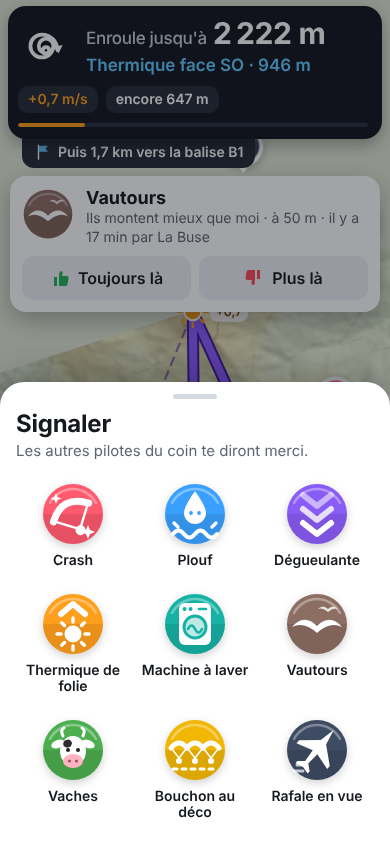 Enroule jusqu'à 2 222 m
Thermique face SO · 946 m
+0,7 m/s
encore 647 m
Puis 1,7 km vers la balise B1
Vautours
Ils montent mieux que moi · à 50 m · il y a
17 min par La Buse
Toujours là
Plus là
+0,7
Signaler
Les autres pilotes du coin te diront merci.
Crash
Plouf
Dégueulante
Thermique de
folie
Machine à laver
Vautours
Vaches
Bouchon au
déco
Rafale en vue